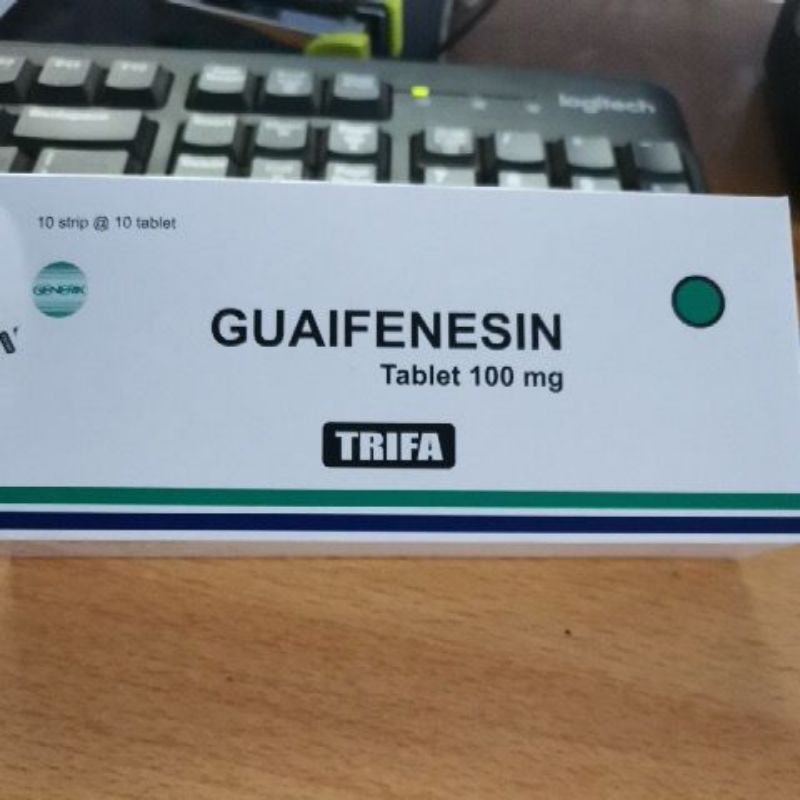 logitech
10 strip @ 10 tablet
GENERIK
GUAIFENESIN
Tablet 100 mg
TRIFA